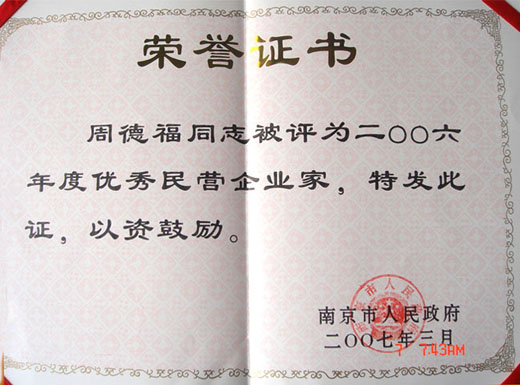 荣誉证书
周德福同志被评为二〇〇六
年度优秀民营企业家，特发此
证，以资鼓励。
南京市人民政府
二〇〇七年三月
7:43AM